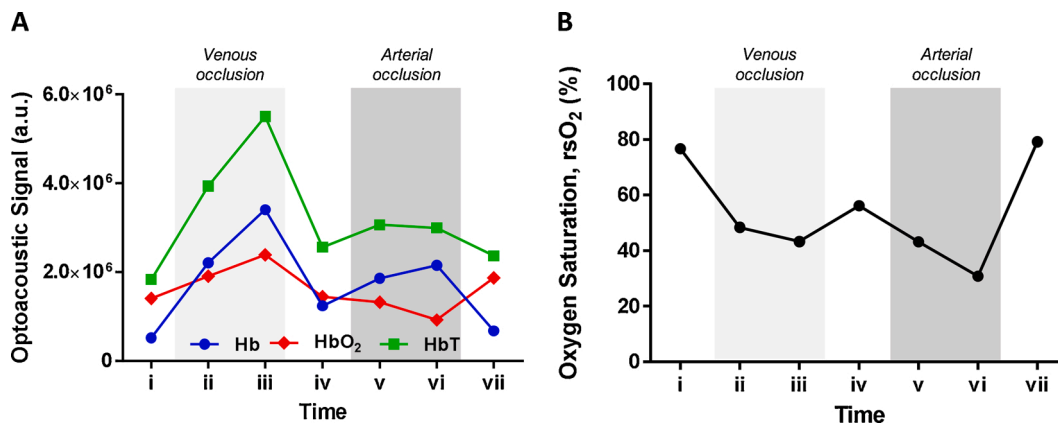 A
Venous
occlusion
Arterial
occlusion
Optoacoustic Signal (a.u.)
6.0×10⁶
4.0×10⁶
2.0×10⁶
0
Hb HbO₂ HbT
i ii iii iv v vi vii
Time
B
Venous
occlusion
Arterial
occlusion
Oxygen Saturation, rsO₂ (%)
100
80
60
40
20
0
i ii iii iv v vi vii
Time